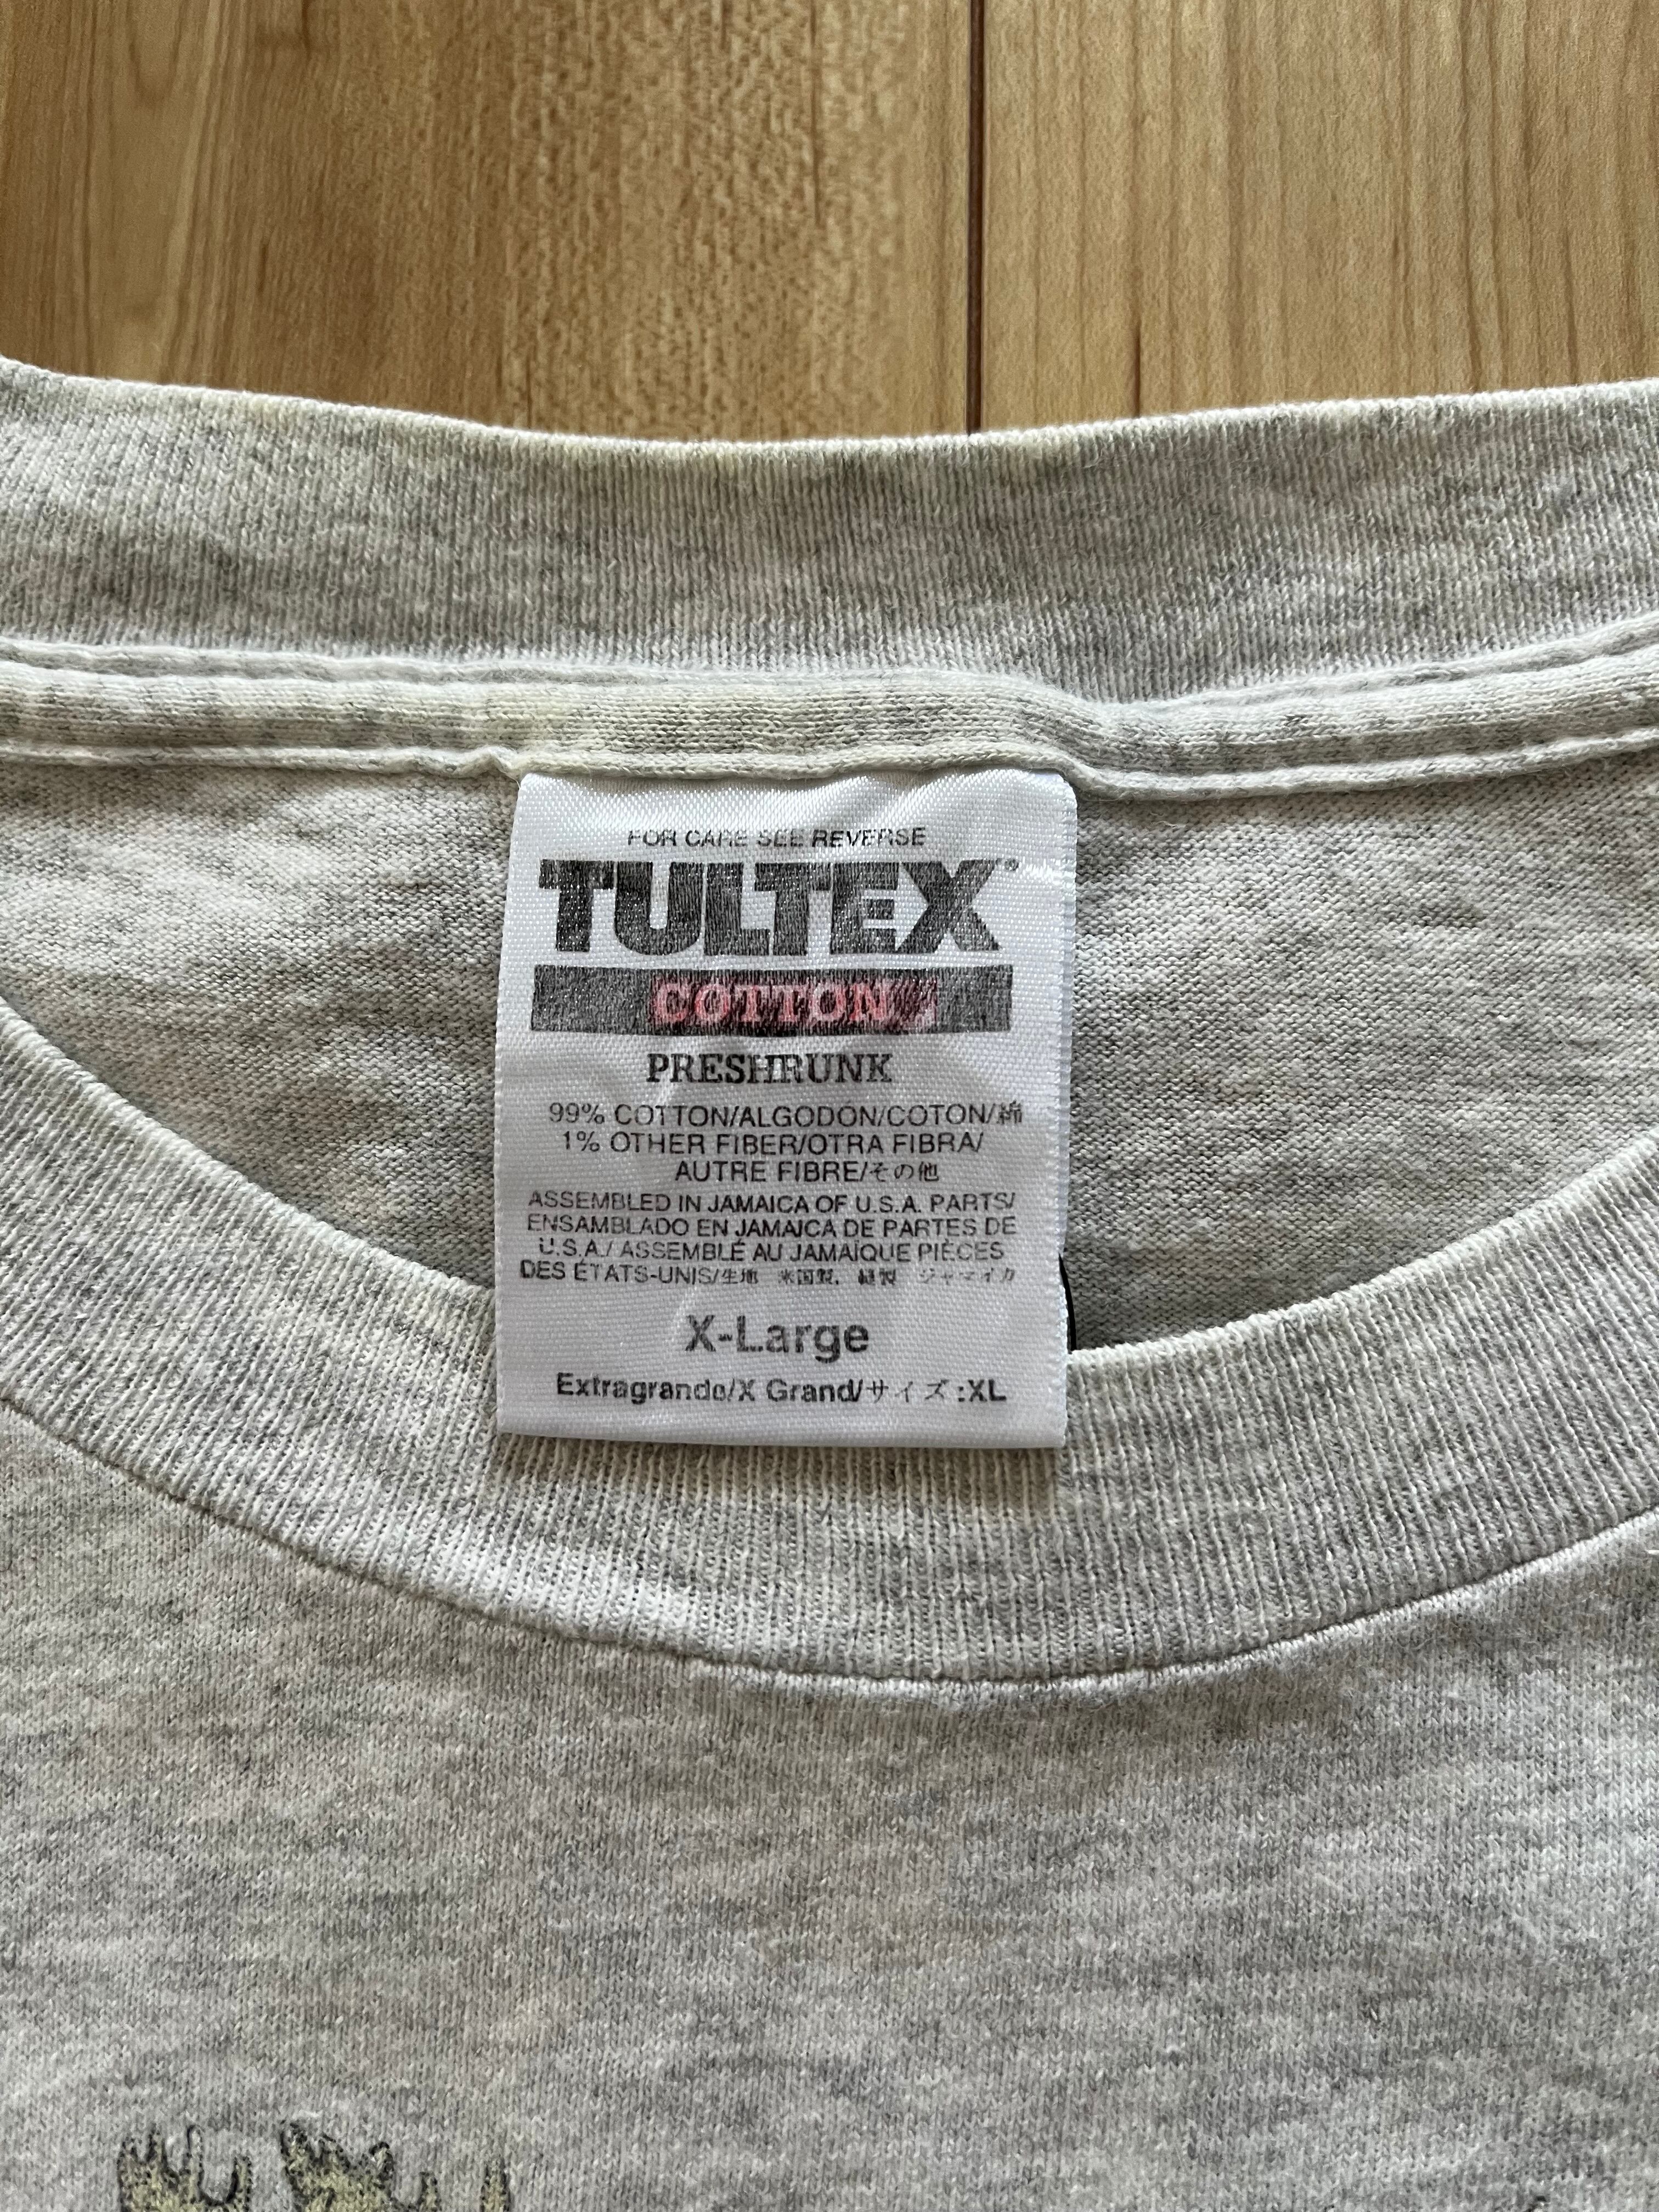 FOR CARE SEE REVERSE
TULTEX®
COTTON
PRESHRUNK
99% COTTON/ALGODÓN/COTON/綿
1% OTHER FIBER/OTRA FIBRA/
AUTRE FIBRE/その他
ASSEMBLED IN JAMAICA OF U.S.A. PARTS/
ENSAMBLADO EN JAMAICA DE PARTES DE
U.S.A./ ASSEMBLÉ AU JAMAÏQUE PIÈCES
DES ÉTATS-UNIS/生地 米国製. 縫製 ジャマイカ
X-Large
Extragrande/X Grand/サイズ:XL